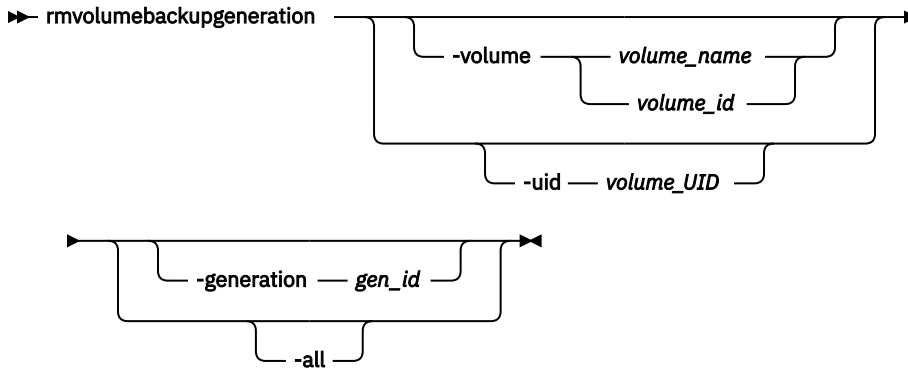 rmvolumebackupgeneration
-volume volume_name
volume_id
-uid volume_UID
-generation gen_id
-all